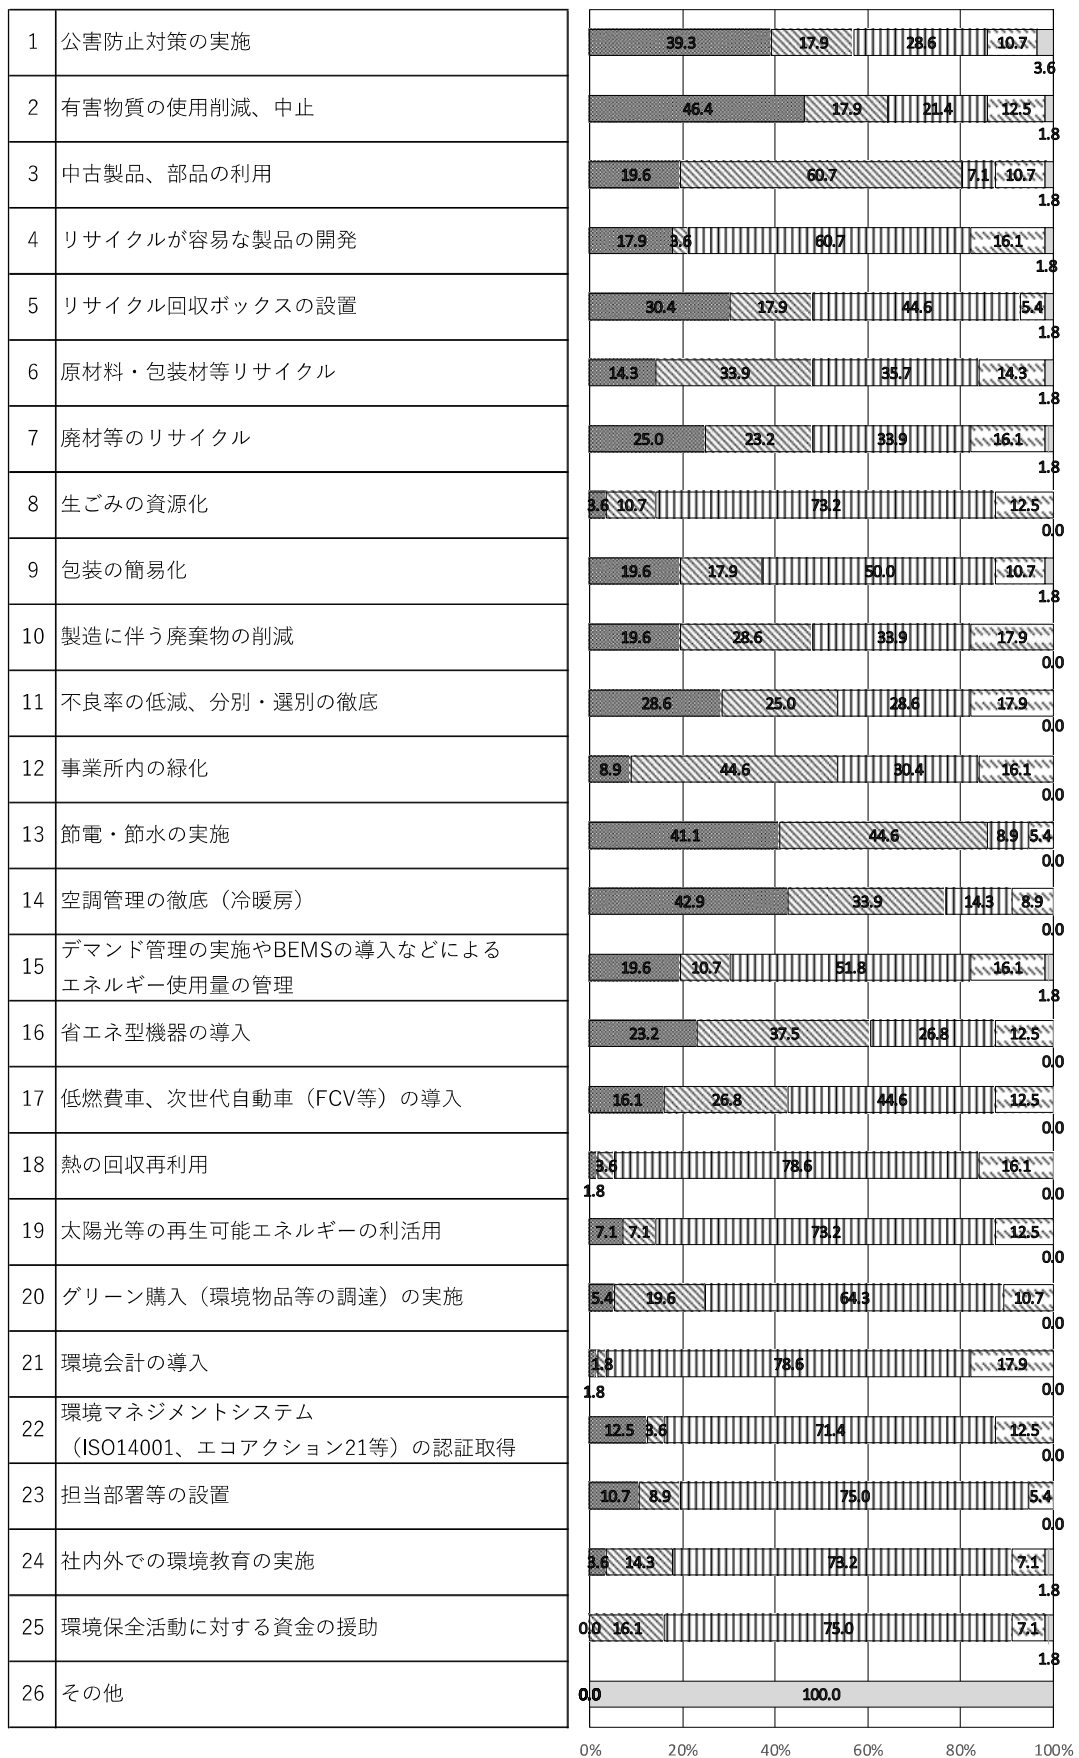 1 公害防止対策の実施 39.3 17.9 28.6 10.7 3.6
2 有害物質の使用削減、中止 46.4 17.9 21.4 12.5 1.8
3 中古製品、部品の利用 19.6 60.7 7.1 10.7 1.8
4 リサイクルが容易な製品の開発 17.9 3.6 60.7 16.1 1.8
5 リサイクル回収ボックスの設置 30.4 17.9 44.6 5.4 1.8
6 原材料・包装材等リサイクル 14.3 33.9 35.7 14.3 1.8
7 廃材等のリサイクル 25.0 23.2 33.9 16.1 1.8
8 生ごみの資源化 3.6 10.7 73.2 12.5 0.0
9 包装の簡易化 19.6 17.9 50.0 10.7 1.8
10 製造に伴う廃棄物の削減 19.6 28.6 33.9 17.9 0.0
11 不良率の低減、分別・選別の徹底 28.6 25.0 28.6 17.9 0.0
12 事業所内の緑化 8.9 44.6 30.4 16.1 0.0
13 節電・節水の実施 41.1 44.6 8.9 5.4 0.0
14 空調管理の徹底（冷暖房） 42.9 33.9 14.3 8.9 0.0
15 デマンド管理の実施やBEMSの導入などによる
エネルギー使用量の管理 19.6 10.7 51.8 16.1 1.8
16 省エネ型機器の導入 23.2 37.5 26.8 12.5 0.0
17 低燃費車、次世代自動車（FCV等）の導入 16.1 26.8 44.6 12.5 0.0
18 熱の回収再利用 1.8 3.6 78.6 16.1 0.0
19 太陽光等の再生可能エネルギーの利活用 7.1 7.1 73.2 12.5 0.0
20 グリーン購入（環境物品等の調達）の実施 5.4 19.6 64.3 10.7 0.0
21 環境会計の導入 1.8 1.8 78.6 17.9 0.0
22 環境マネジメントシステム
（ISO14001、エコアクション21等）の認証取得 12.5 3.6 71.4 12.5 0.0
23 担当部署等の設置 10.7 8.9 75.0 5.4 0.0
24 社内外での環境教育の実施 3.6 14.3 73.2 7.1 1.8
25 環境保全活動に対する資金の援助 0.0 16.1 75.0 7.1 1.8
26 その他 0.0 100.0
0% 20% 40% 60% 80% 100%